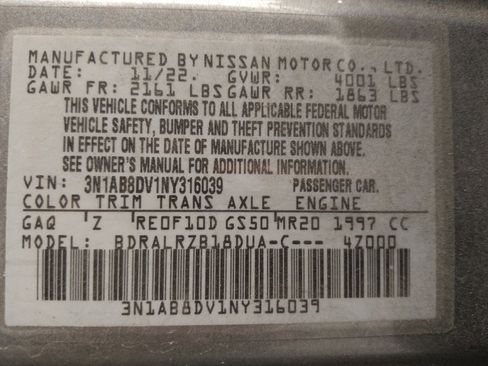 MANUFACTURED BY NISSAN MOTOR CO., LTD.
DATE: 11/22. GVWR: 4001 LBS
GAWR FR: 2161 LBS GAWR RR: 1863 LBS
THIS VEHICLE CONFORMS TO ALL APPLICABLE FEDERAL MOTOR
VEHICLE SAFETY, BUMPER AND THEFT PREVENTION STANDARDS
IN EFFECT ON THE DATE OF MANUFACTURE SHOWN ABOVE.
SEE OWNER'S MANUAL FOR ADDITIONAL INFORMATION.
VIN: 3N1AB8DV1NY316039 PASSENGER CAR.
COLOR TRIM TRANS AXLE ENGINE
GAQ Z RE0F10D GS50 MR20 1997 CC
MODEL: BDRALRZB18DUA-C--- 4Z000
3N1AB8DV1NY316039